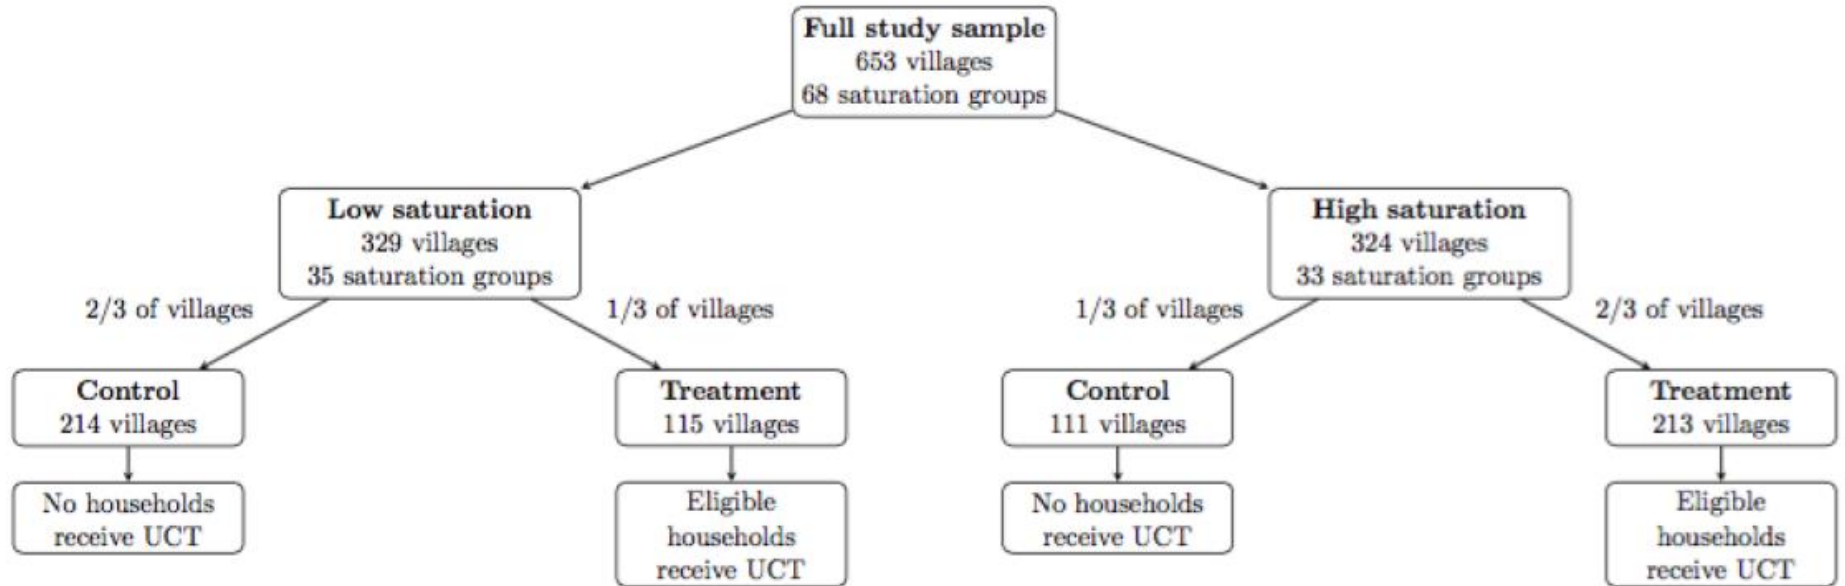 Full study sample
653 villages
68 saturation groups
Low saturation
329 villages
35 saturation groups
High saturation
324 villages
33 saturation groups
2/3 of villages
1/3 of villages
1/3 of villages
2/3 of villages
Control
214 villages
Treatment
115 villages
Control
111 villages
Treatment
213 villages
No households
receive UCT
Eligible
households
receive UCT
No households
receive UCT
Eligible
households
receive UCT